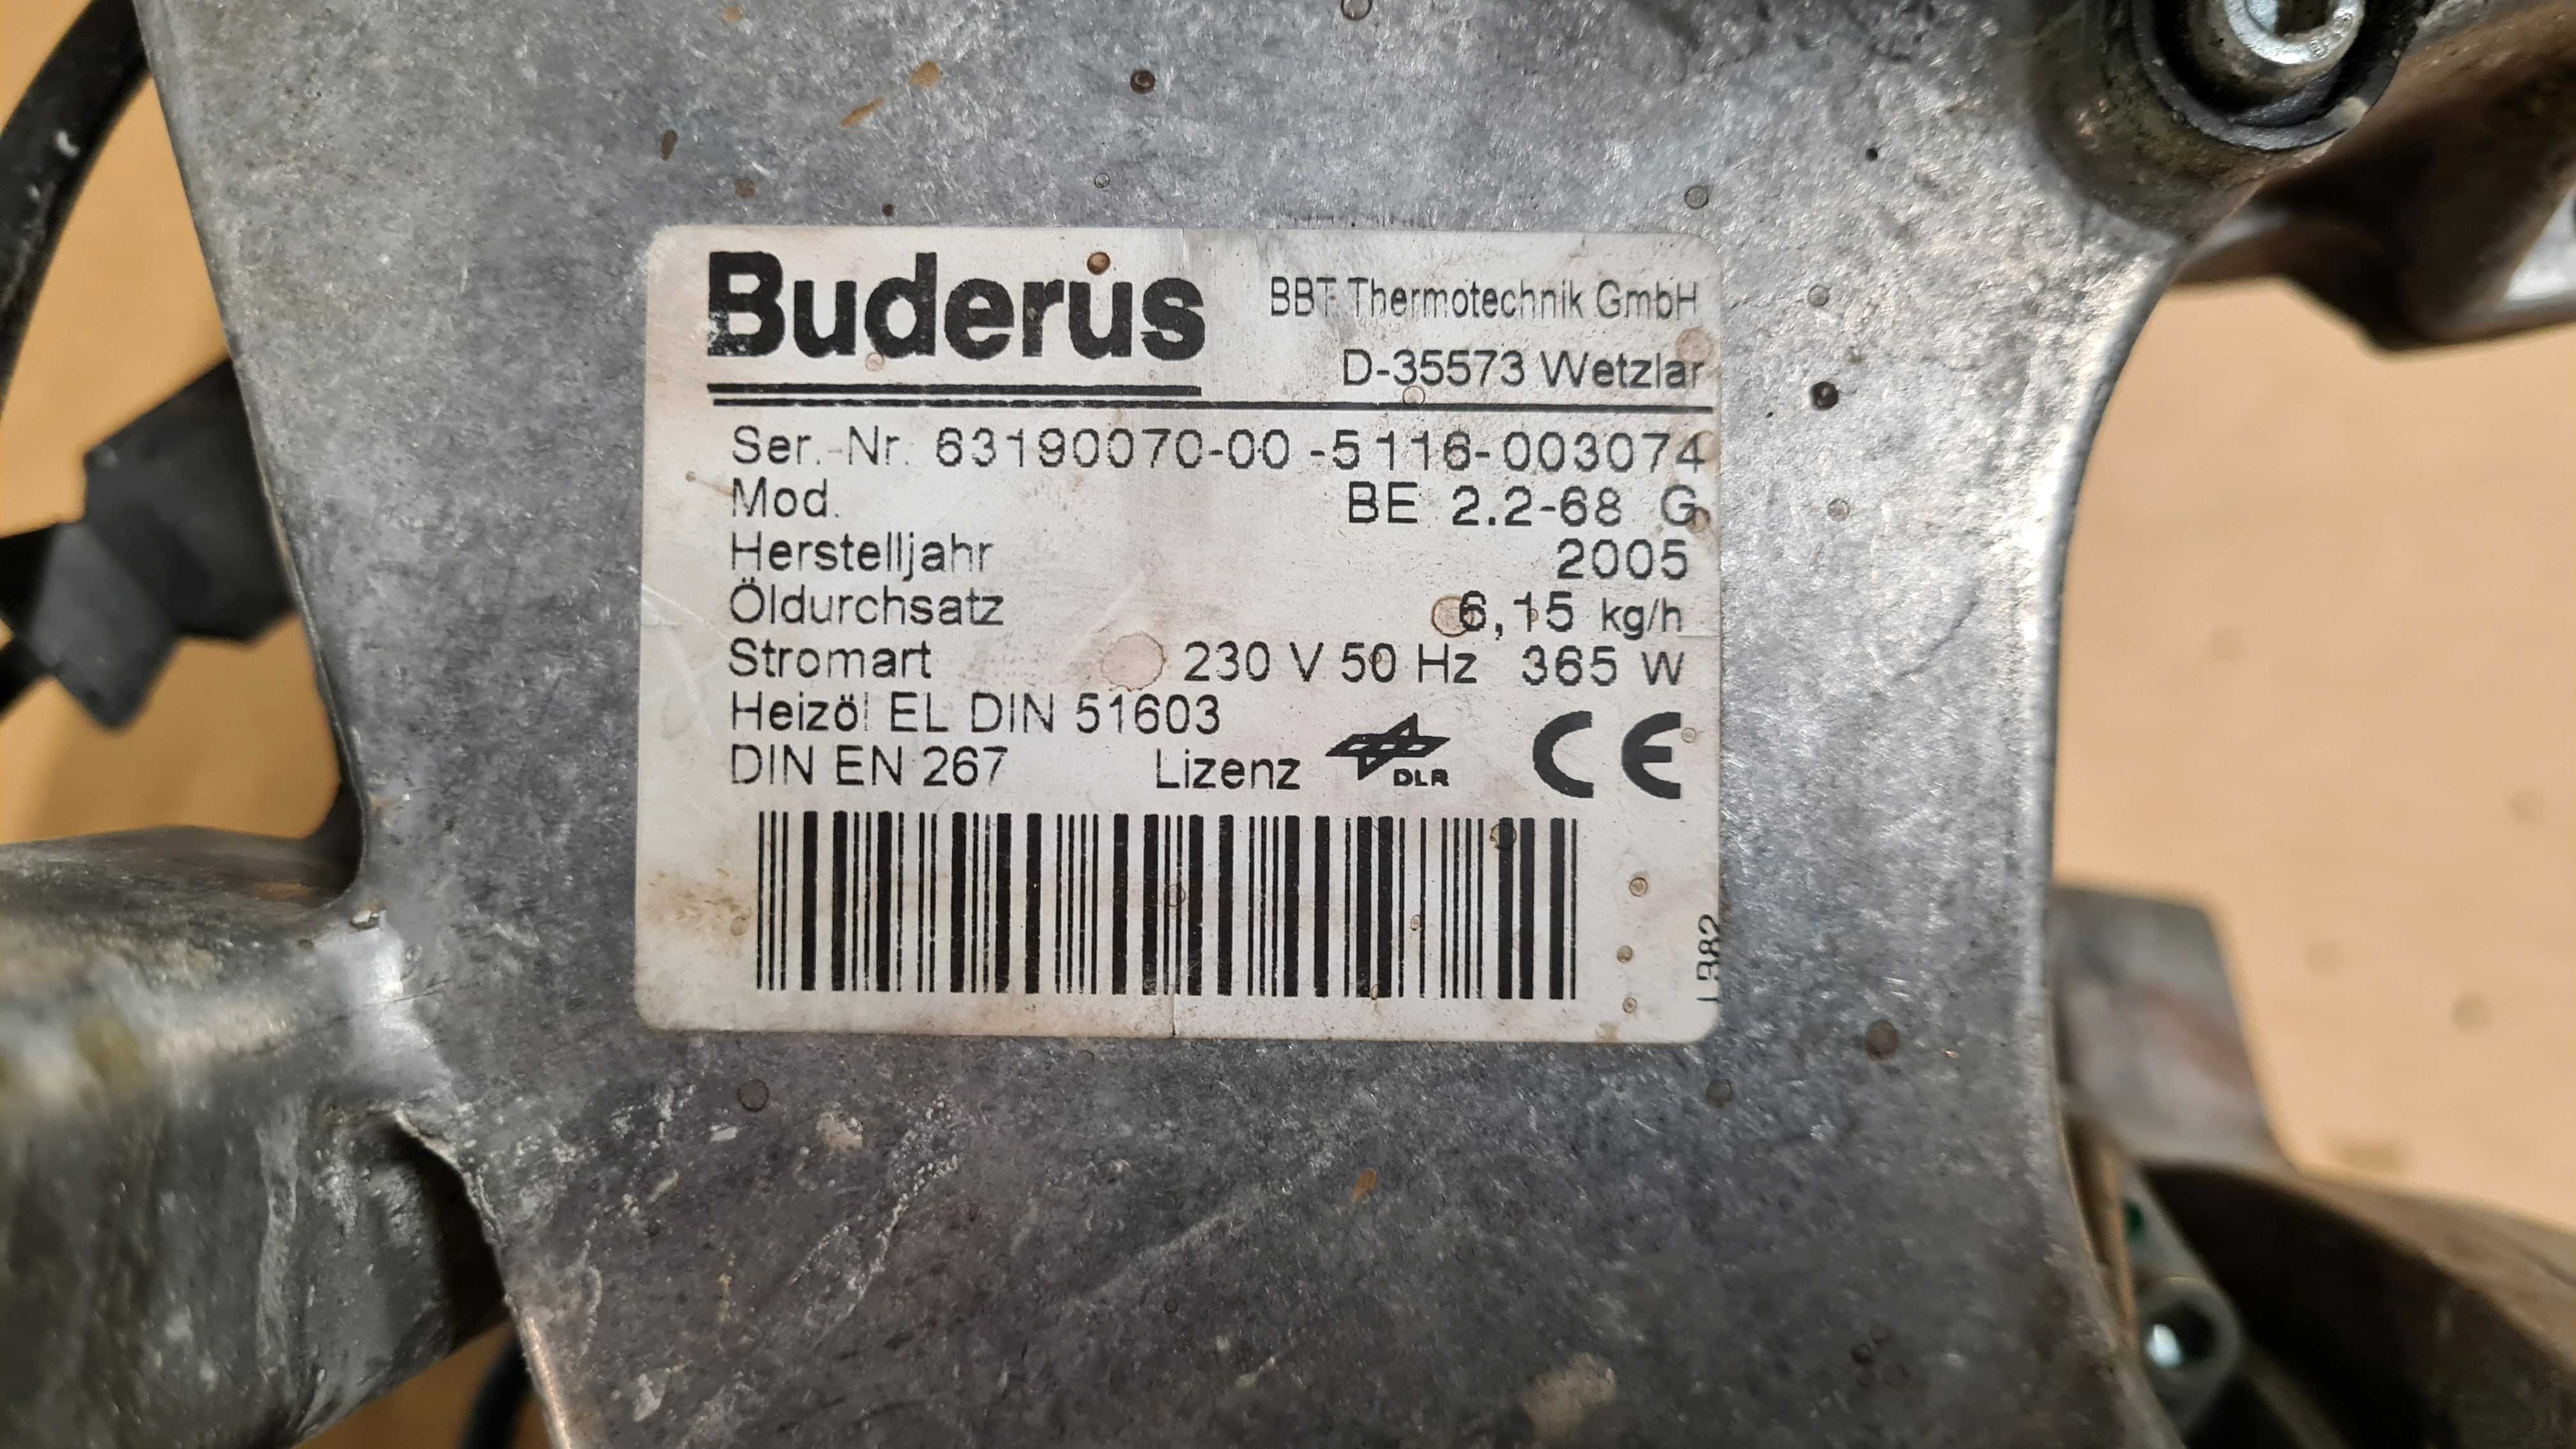 Buderus
BBT Thermotechnik GmbH
D-35573 Wetzlar
Ser.-Nr. 63190070-00 -5116-003074
Mod. BE 2.2-68 G
Herstelljahr 2005
Öldurchsatz 6,15 kg/h
Stromart 230 V 50 Hz 365 W
Heizöl EL DIN 51603
DIN EN 267 Lizenz DLR CE